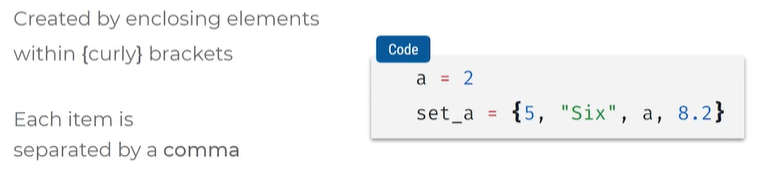 Created by enclosing elements
within {curly} brackets
Each item is
separated by a comma
Code
a = 2
set_a = {5, "Six", a, 8.2}